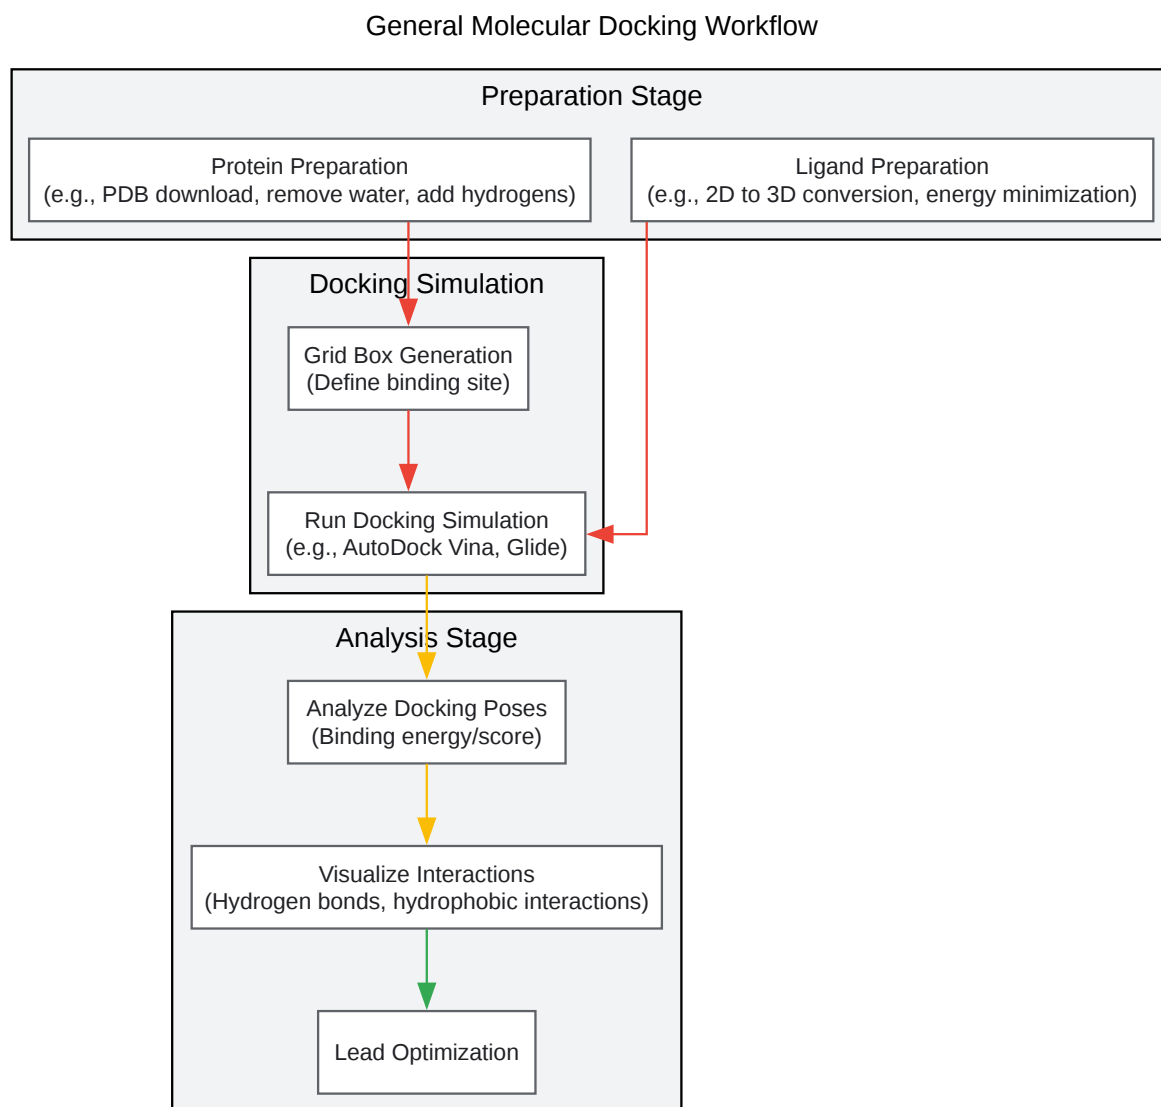 General Molecular Docking Workflow
Preparation Stage
Protein Preparation
(e.g., PDB download, remove water, add hydrogens)
Ligand Preparation
(e.g., 2D to 3D conversion, energy minimization)
Docking Simulation
Grid Box Generation
(Define binding site)
Run Docking Simulation
(e.g., AutoDock Vina, Glide)
Analysis Stage
Analyze Docking Poses
(Binding energy/score)
Visualize Interactions
(Hydrogen bonds, hydrophobic interactions)
Lead Optimization